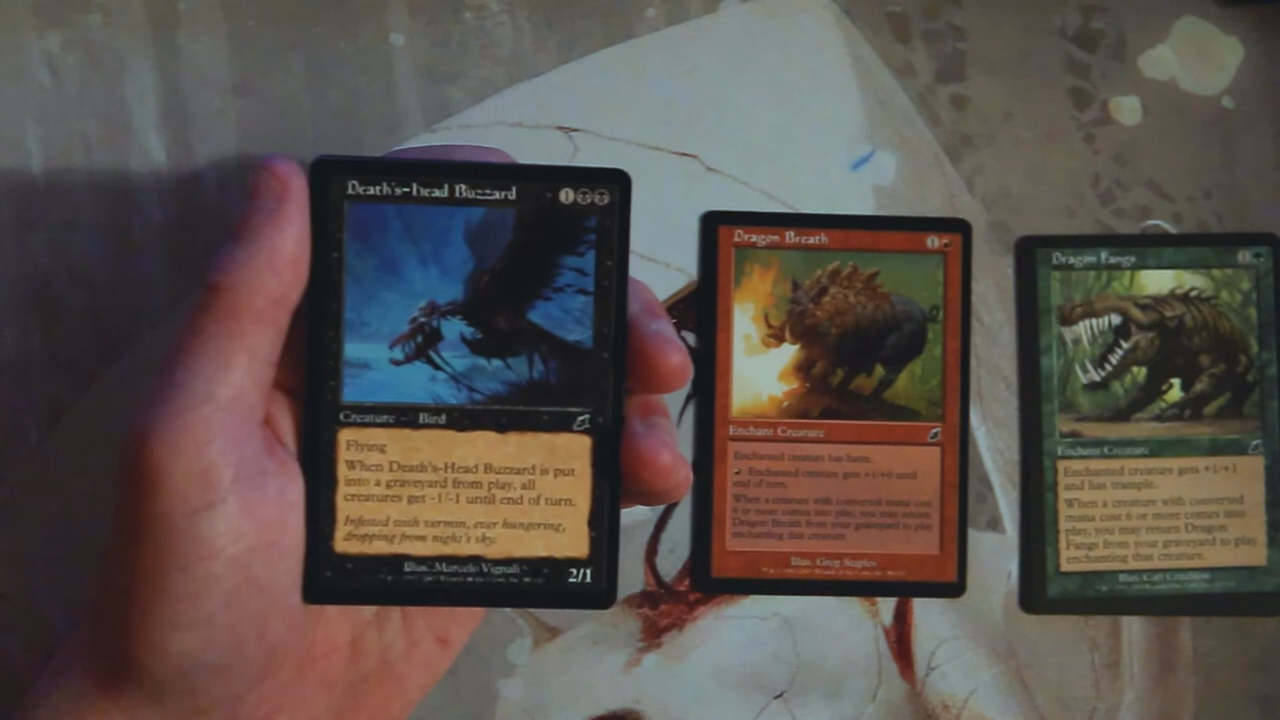 Death's-Head Buzzard
1
Creature — Bird
Flying
When Death's-Head Buzzard is put
into a graveyard from play, all
creatures get -1/-1 until end of turn.
Infested with vermin, ever hungering,
dropping from night's sky.
Illus. Marcelo Vignali
2/1
Dragon Breath
1
Enchant Creature
Enchanted creature has haste.
: Enchanted creature gets +1/+0 until
end of turn.
When a creature with converted mana cost
6 or more comes into play, you may return
Dragon Breath from your graveyard to play
enchanting that creature.
Illus. Greg Staples
Dragon Fangs
1
Enchant Creature
Enchanted creature gets +1/+1
and has trample.
When a creature with converted
mana cost 6 or more comes into
play, you may return Dragon
Fangs from your graveyard to play
enchanting that creature.
Illus. Carl Critchlow